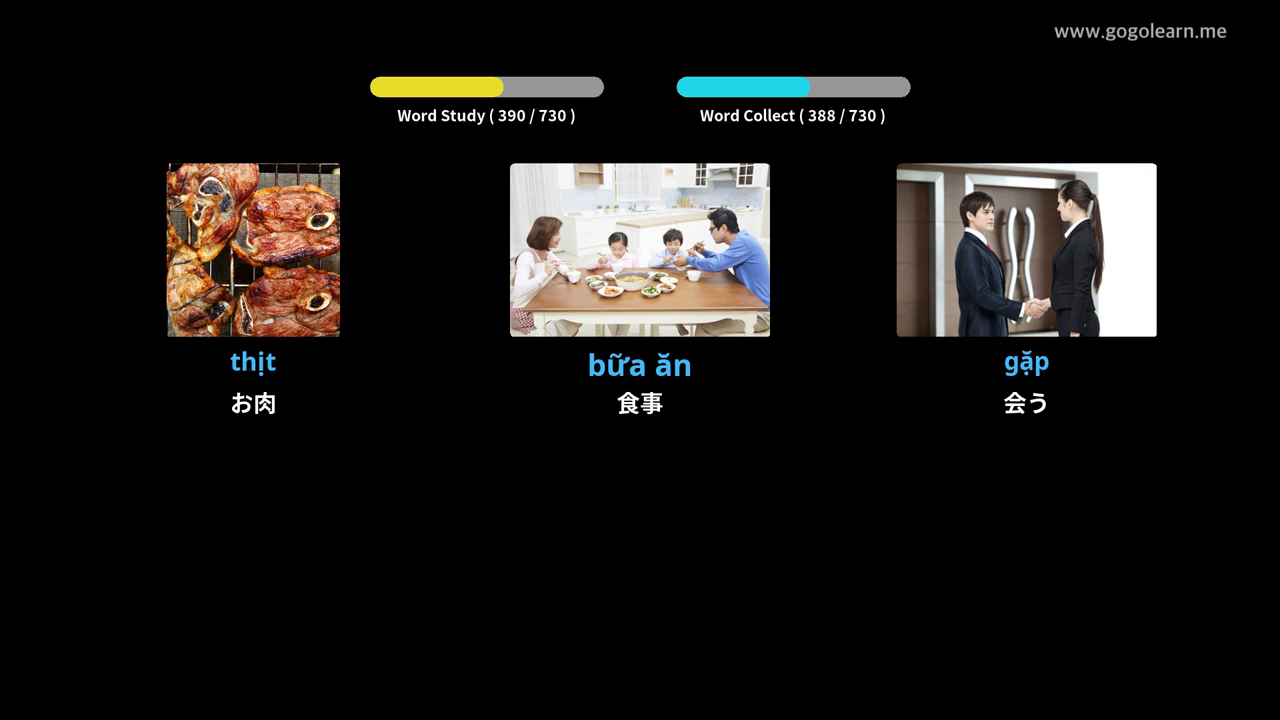 www.gogolearn.me
Word Study ( 390 / 730 )
Word Collect ( 388 / 730 )
thịt
bữa ăn
gặp
お肉
食事
会う